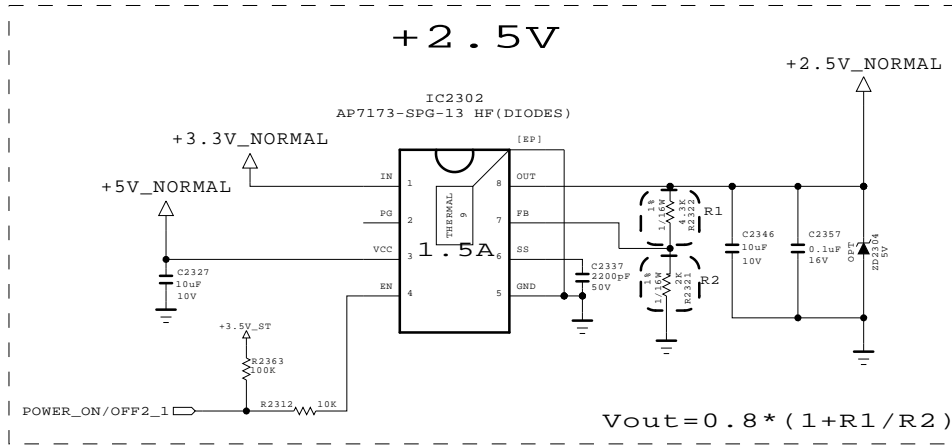 +2.5V
+2.5V_NORMAL
IC2302
AP7173-SPG-13 HF(DIODES)
[EP]
+3.3V_NORMAL
+5V_NORMAL
IN
1
8
OUT
PG
2
7
FB
VCC
3
6
SS
EN
4
5
GND
THERMAL
9
1.5A
C2327
10uF
10V
C2337
2200pF
50V
1%
1/16W
4.3K
R2322
R1
1%
1/16W
2K
R2321
R2
C2346
10uF
10V
C2357
0.1uF
16V
OPT
ZD2304
5V
+3.5V_ST
R2363
100K
POWER_ON/OFF2_1
R2312
10K
Vout=0.8*(1+R1/R2)